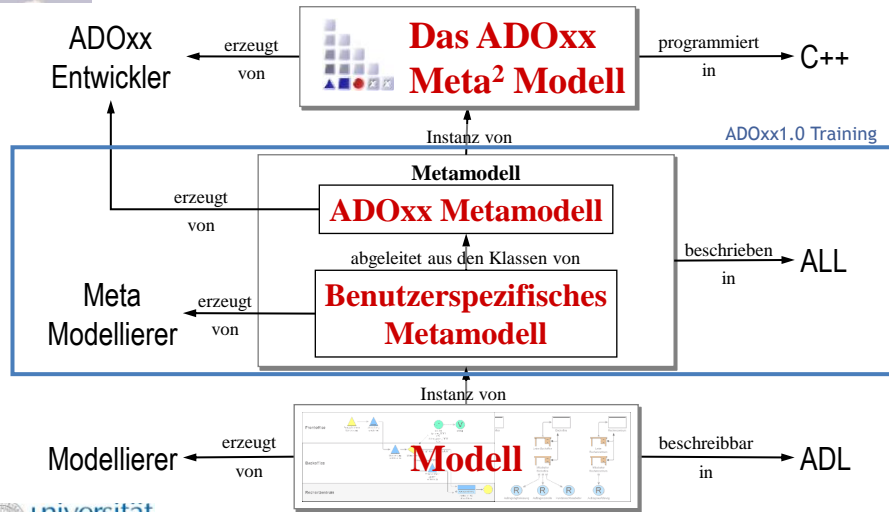 ADOxx
Entwickler
erzeugt
von
Das ADOxx
Meta² Modell
programmiert
in
C++
Instanz von
ADOxx1.0 Training
Metamodell
erzeugt
von
ADOxx Metamodell
abgeleitet aus den Klassen von
beschrieben
in
ALL
Meta
Modellierer
erzeugt
von
Benutzerspezifisches
Metamodell
Instanz von
Modellierer
erzeugt
von
Modell
beschreibbar
in
ADL
universität